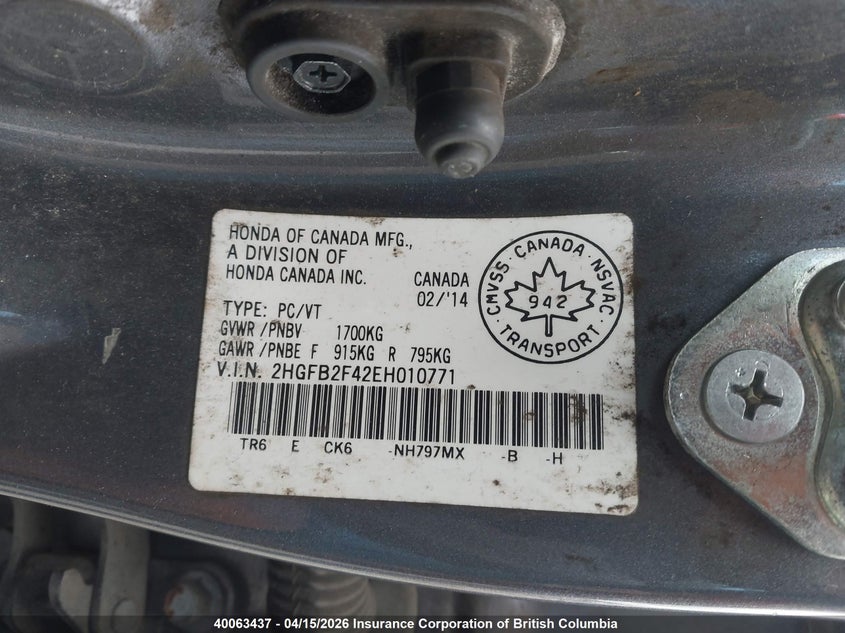 HONDA OF CANADA MFG.,
A DIVISION OF
HONDA CANADA INC.
CANADA
02/'14
TYPE: PC/VT
GVWR/PNBV 1700KG
GAWR/PNBE F 915KG R 795KG
V.I.N. 2HGFB2F42EH010771
TR6 E CK6 -NH797MX -B -H
CMVSS · CANADA · NSVAC ·
942
TRANSPORT
40063437 - 04/15/2026 Insurance Corporation of British Columbia